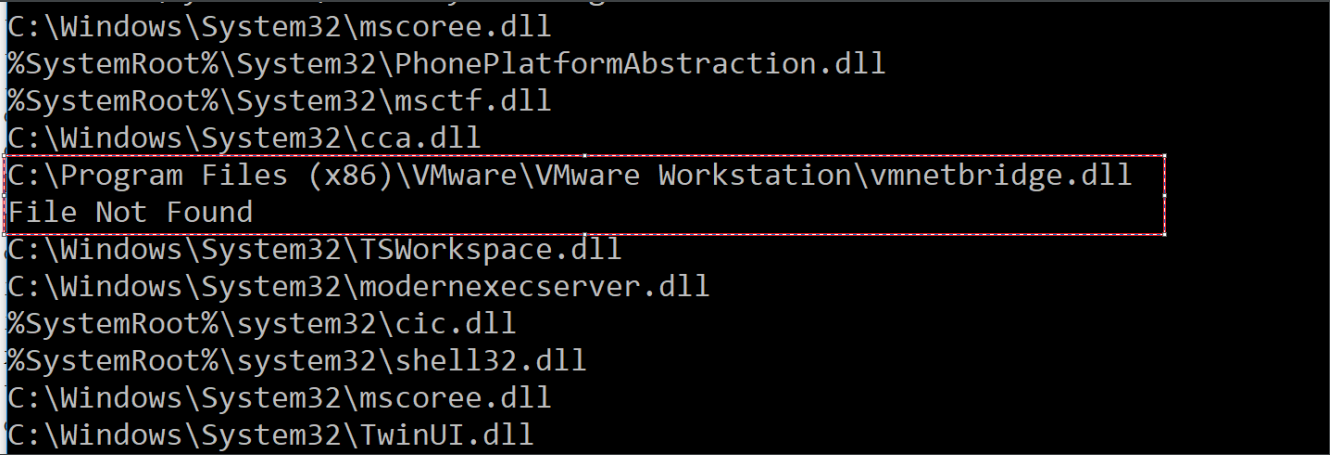 C:\Windows\System32\mscoree.dll
%SystemRoot%\System32\PhonePlatformAbstraction.dll
%SystemRoot%\System32\msctf.dll
C:\Windows\System32\cca.dll
C:\Program Files (x86)\VMware\VMware Workstation\vmnetbridge.dll
File Not Found
C:\Windows\System32\TSWorkspace.dll
C:\Windows\System32\modernexecserver.dll
%SystemRoot%\system32\cic.dll
%SystemRoot%\system32\shell32.dll
C:\Windows\System32\mscoree.dll
C:\Windows\System32\TwinUI.dll